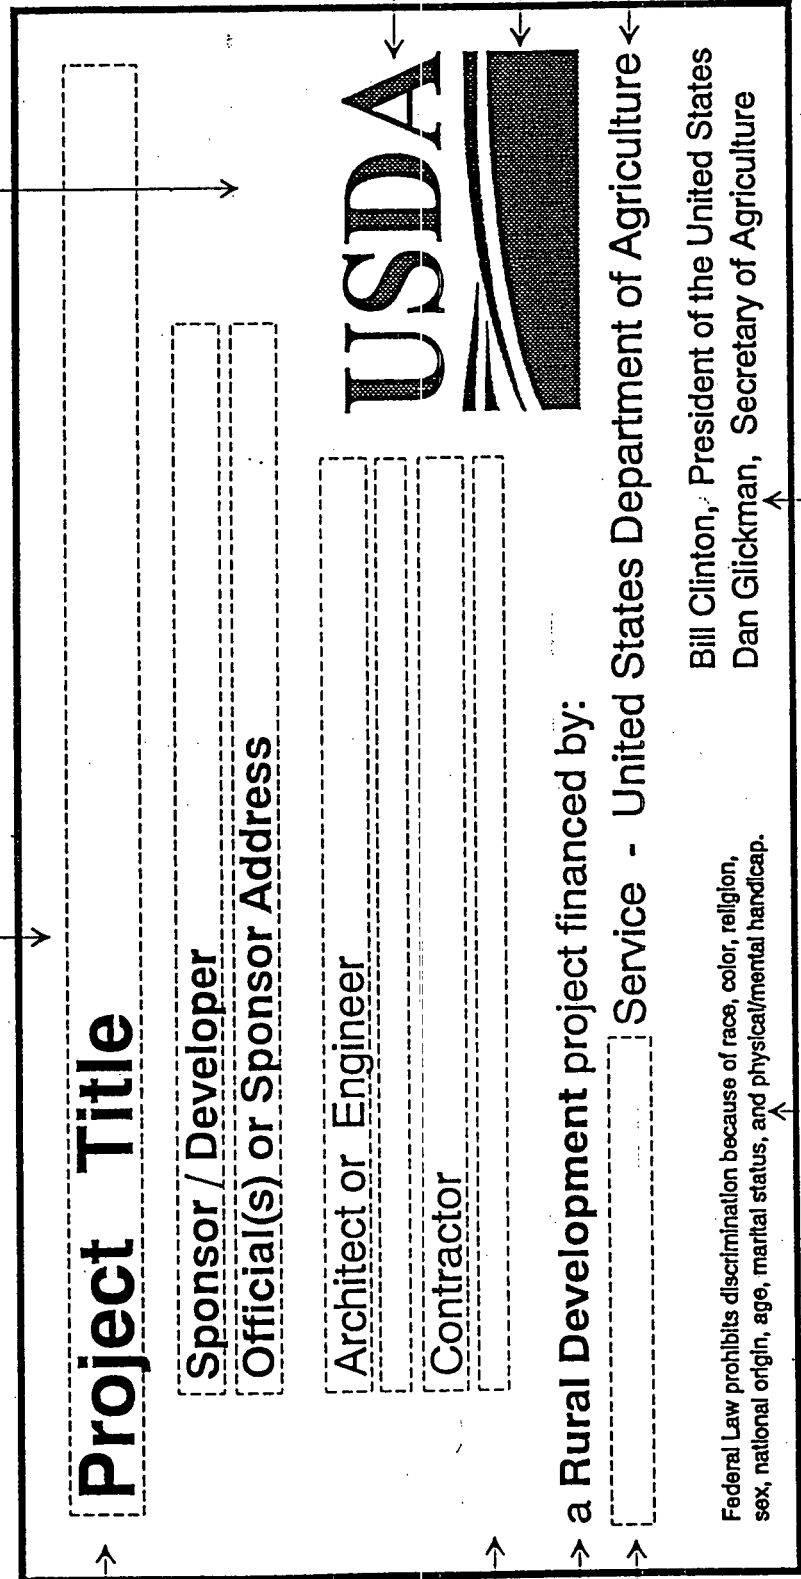 Project Title
Sponsor / Developer
Official(s) or Sponsor Address
Architect or Engineer
Contractor
USDA
a Rural Development project financed by:
Service - United States Department of Agriculture
Federal Law prohibits discrimination because of race, color, religion,
sex, national origin, age, marital status, and physical/mental handicap.
Bill Clinton, President of the United States
Dan Glickman, Secretary of Agriculture